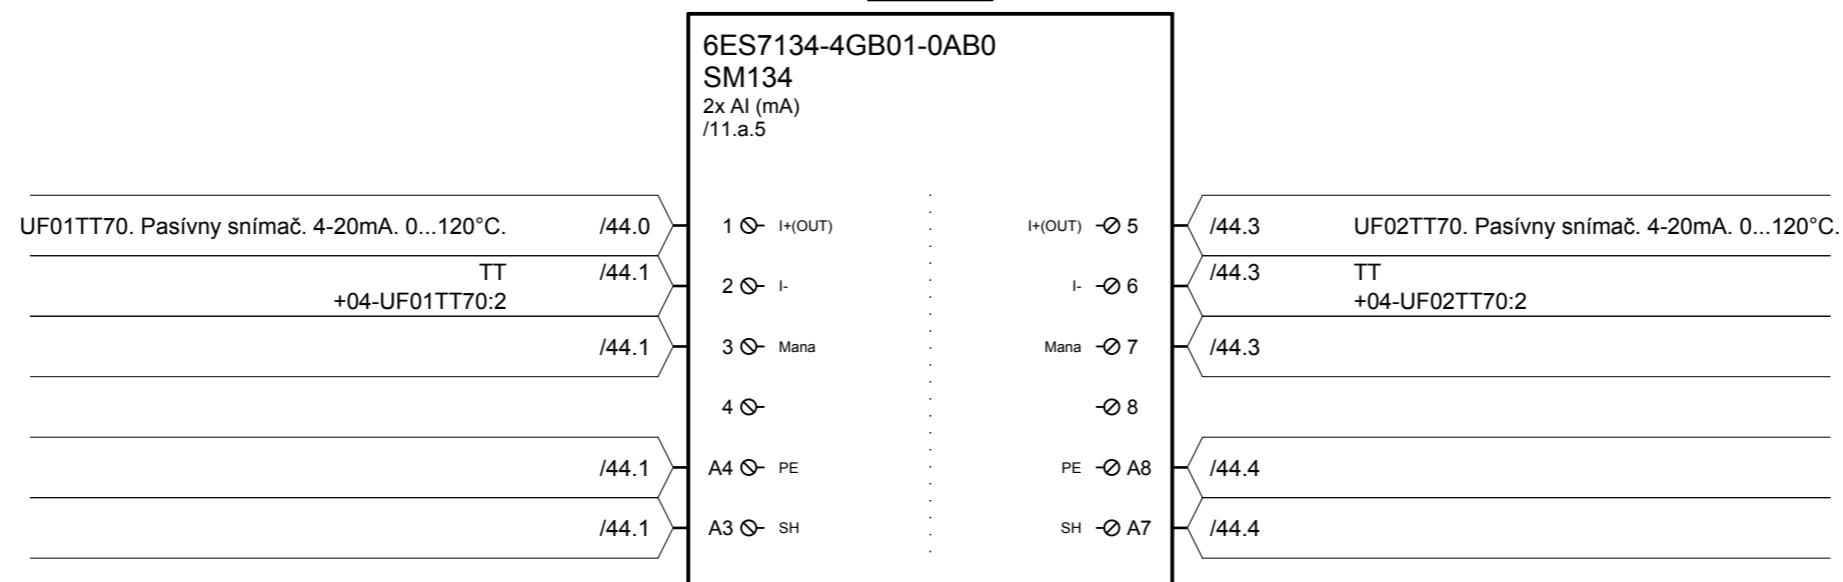 6ES7134-4GB01-0AB0
SM134
2x AI (mA)
/11.a.5
UF01TT70. Pasívny snímač. 4-20mA. 0...120°C. /44.0 1 I+(OUT) I+(OUT) 5 /44.3 UF02TT70. Pasívny snímač. 4-20mA. 0...120°C.
TT /44.1 2 I- I- 6 /44.3 TT
+04-UF01TT70:2 +04-UF02TT70:2
/44.1 3 Mana Mana 7 /44.3
4 8
/44.1 A4 PE PE A8 /44.4
/44.1 A3 SH SH A7 /44.4